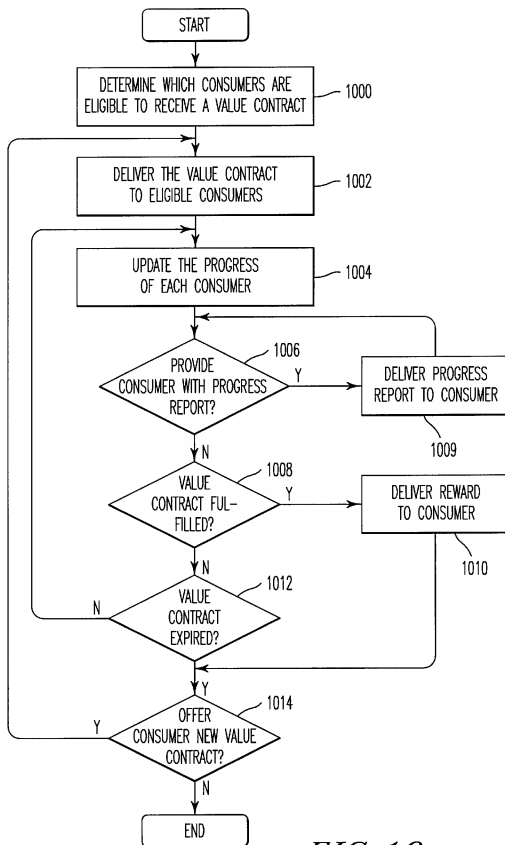 START
DETERMINE WHICH CONSUMERS ARE
ELIGIBLE TO RECEIVE A VALUE CONTRACT
1000
DELIVER THE VALUE CONTRACT
TO ELIGIBLE CONSUMERS
1002
UPDATE THE PROGRESS
OF EACH CONSUMER
1004
1006
PROVIDE
CONSUMER WITH PROGRESS
REPORT?
Y
DELIVER PROGRESS
REPORT TO CONSUMER
1009
N
1008
VALUE
CONTRACT FUL-
FILLED?
Y
DELIVER REWARD
TO CONSUMER
1010
N
1012
VALUE
CONTRACT
EXPIRED?
N
Y
1014
OFFER
CONSUMER NEW VALUE
CONTRACT?
Y
N
END